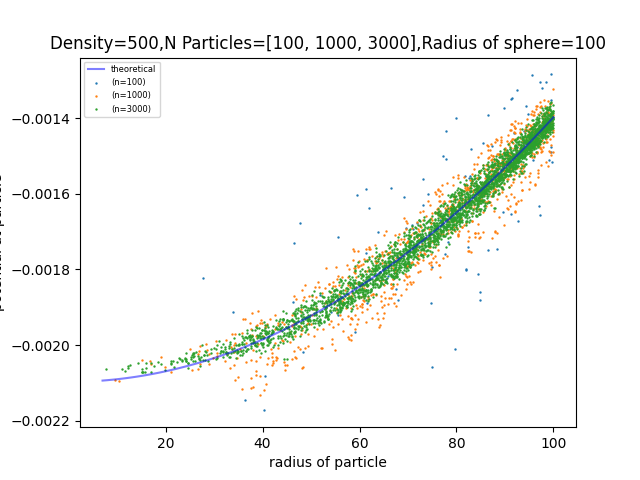 Density=500,N Particles=[100, 1000, 3000],Radius of sphere=100
theoretical
(n=100)
(n=1000)
(n=3000)
−0.0014
−0.0016
−0.0018
−0.0020
−0.0022
20 40 60 80 100
radius of particle